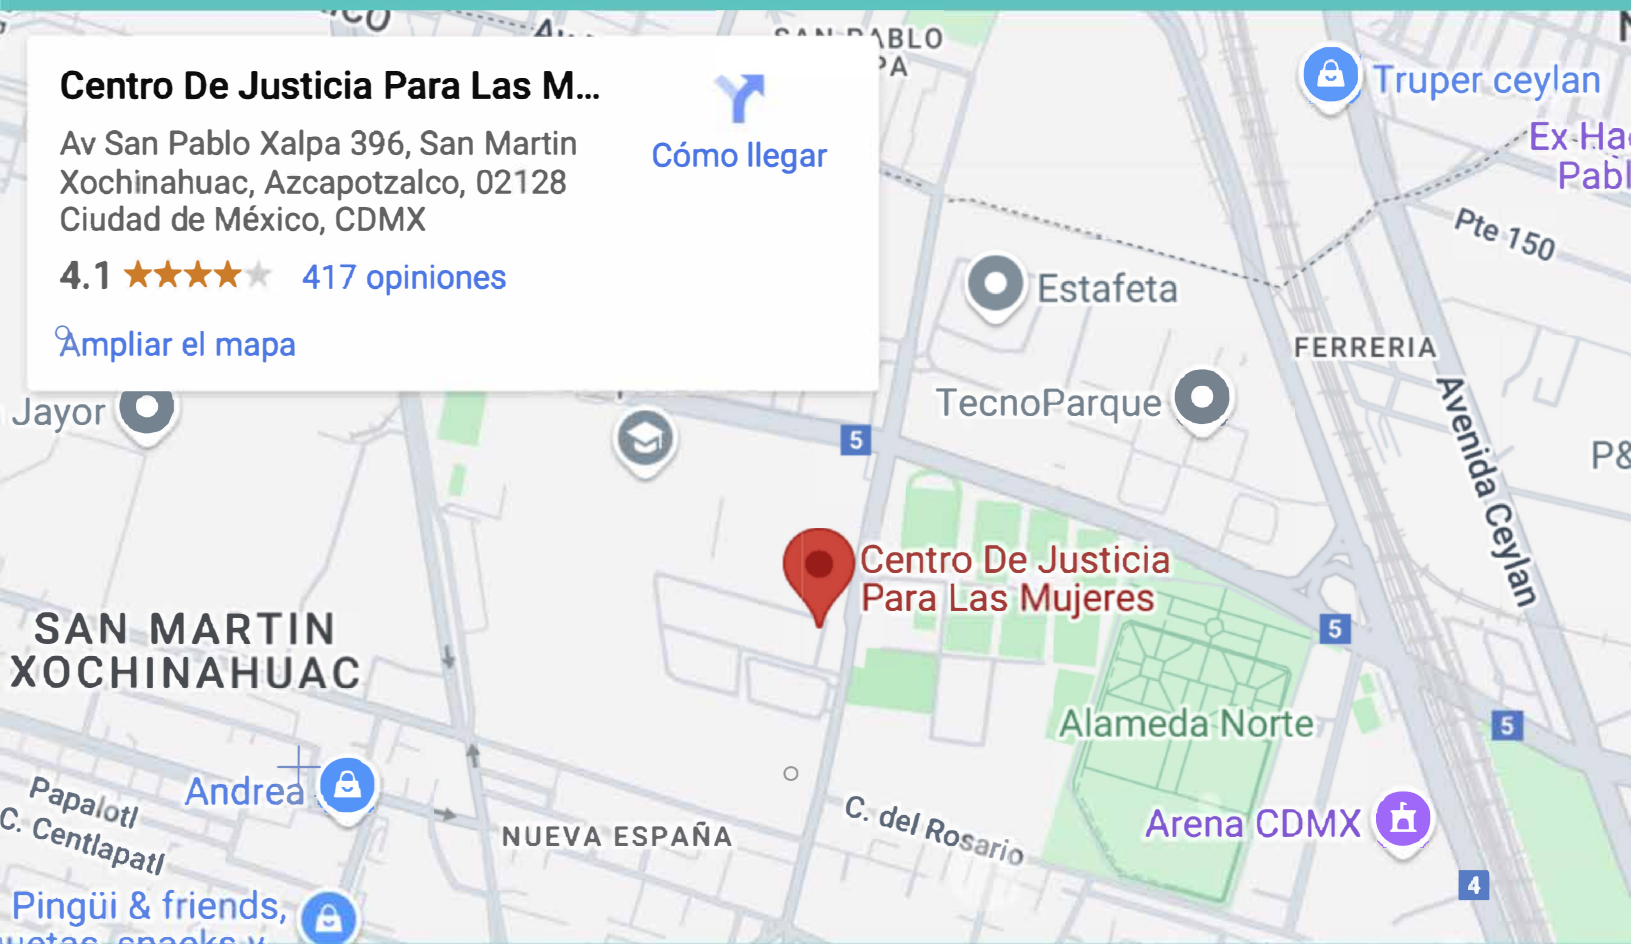 Centro De Justicia Para Las M...
Av San Pablo Xalpa 396, San Martin
Xochinahuac, Azcapotzalco, 02128
Ciudad de México, CDMX
4.1
417 opiniones
Cómo llegar
Ampliar el mapa
Truper ceylan
Pte 150
Estafeta
FERRERIA
TecnoParque
Jayor
5
Avenida Ceylan
Centro De Justicia
Para Las Mujeres
SAN MARTIN
XOCHINAHUAC
5
Alameda Norte
5
Andrea
Papalotl
C. Centlapatl
NUEVA ESPAÑA
C. del Rosario
Arena CDMX
4
Pingüi & friends,